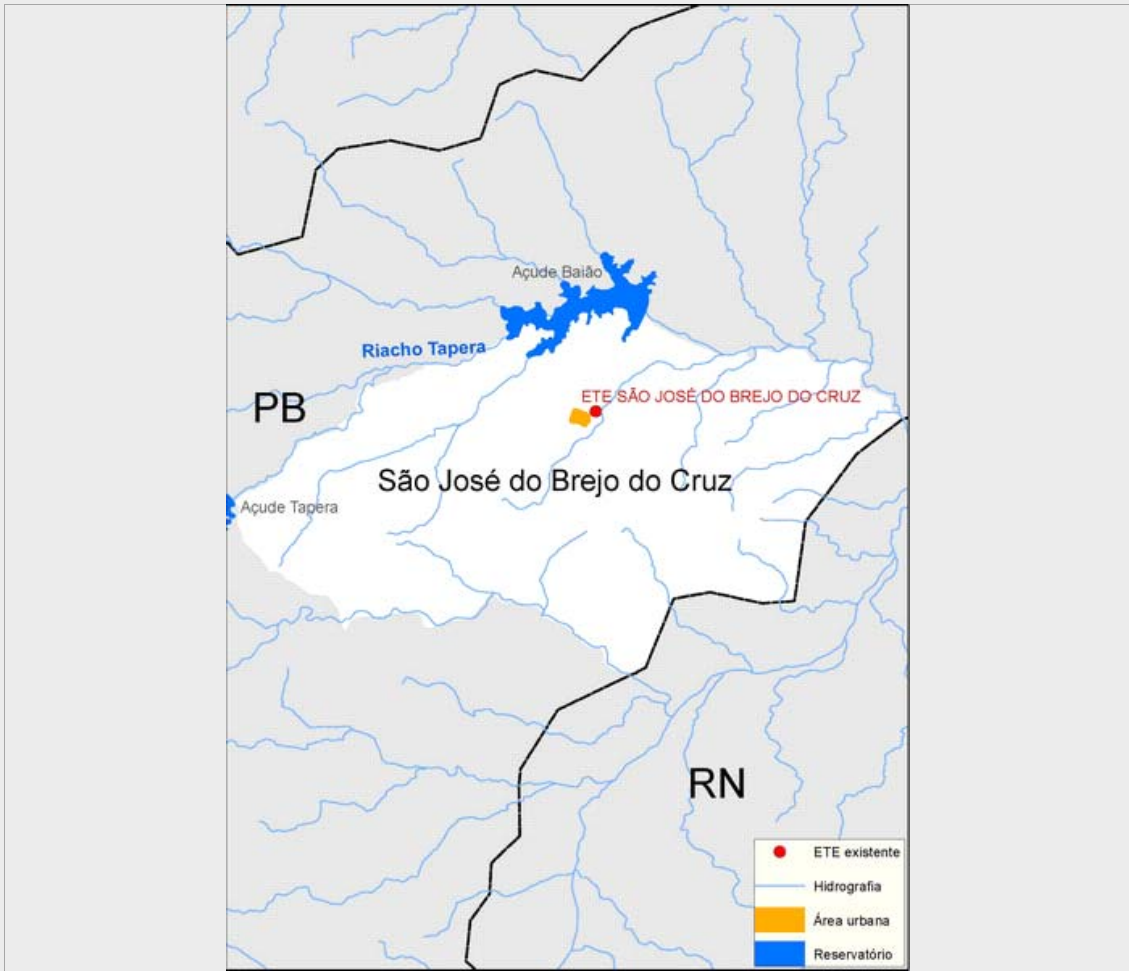 Açude Baião
Riacho Tapera
ETE SÃO JOSÉ DO BREJO DO CRUZ
PB
São José do Brejo do Cruz
Açude Tapera
RN
ETE existente
Hidrografia
Área urbana
Reservatório